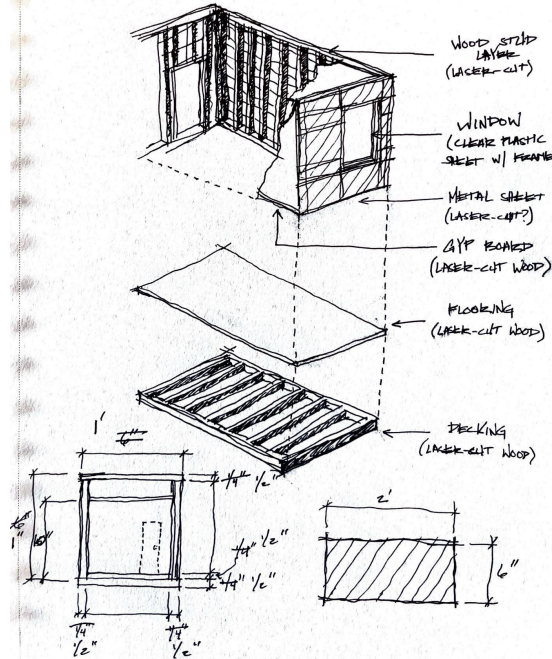 WOOD STUD
LAYER
(LASER-CUT)
WINDOW
(CLEAR PLASTIC
SHEET W/ FRAME
METAL SHEET
(LASER-CUT?)
GYP BOARD
(LASER-CUT WOOD)
FLOORING
(LASER-CUT WOOD)
DECKING
(LASER-CUT WOOD)
1'
6"
1/4" 1/2"
1"
1/4" 1/2"
1/4" 1/2"
1/4" 1/4"
1/2" 1/2"
2'
6"